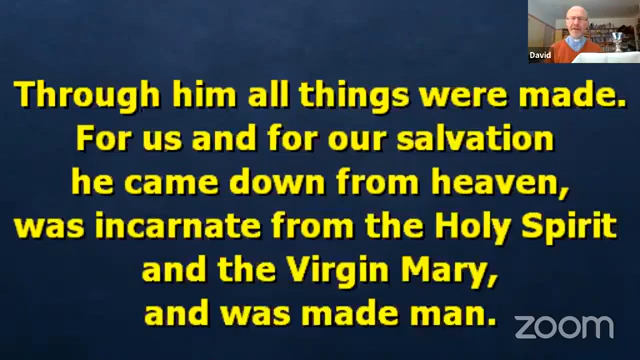 David
Through him all things were made.
For us and for our salvation
he came down from heaven,
was incarnate from the Holy Spirit
and the Virgin Mary,
and was made man.
zoom